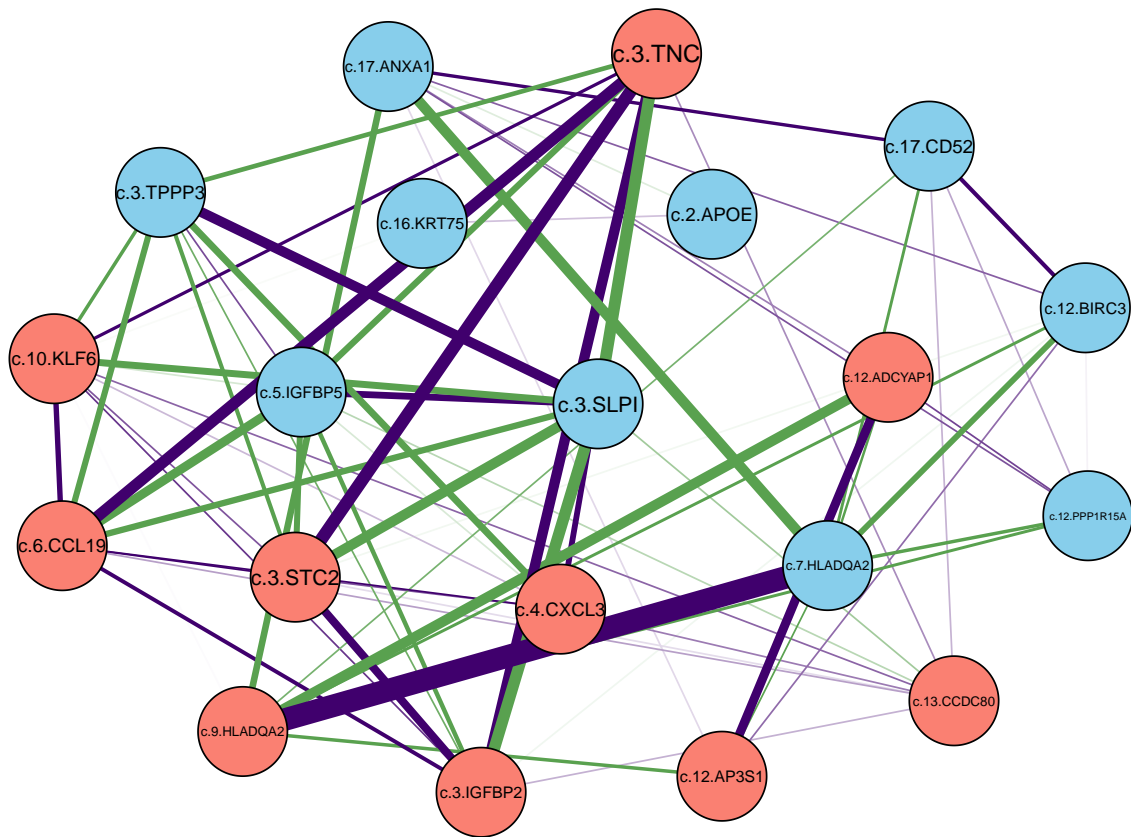 c.3.TNC
c.17.ANXA1
c.17.CD52
c.3.TPPP3
c.16.KRT75
c.2.APOE
c.12.BIRC3
c.10.KLF6
c.12.ADCYAP1
c.5.IGFBP5
c.3.SLPI
c.12.PPP1R15A
c.6.CCL19
c.7.HLADQA2
c.3.STC2
c.4.CXCL3
c.13.CCDC80
c.9.HLADQA2
c.12.AP3S1
c.3.IGFBP2